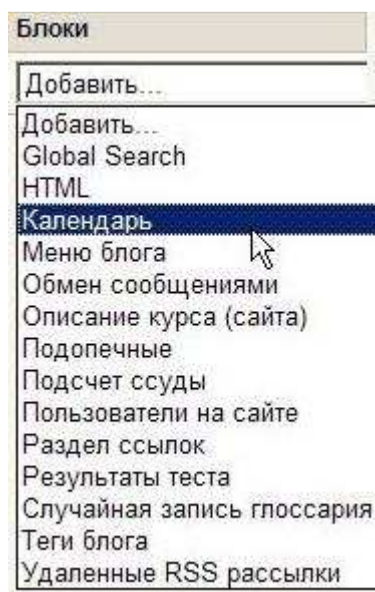 Блоки
Добавить...
Добавить...
Global Search
HTML
Календарь
Меню блога
Обмен сообщениями
Описание курса (сайта)
Подопечные
Подсчет ссуды
Пользователи на сайте
Раздел ссылок
Результаты теста
Случайная запись глоссария
Теги блога
Удаленные RSS рассылки